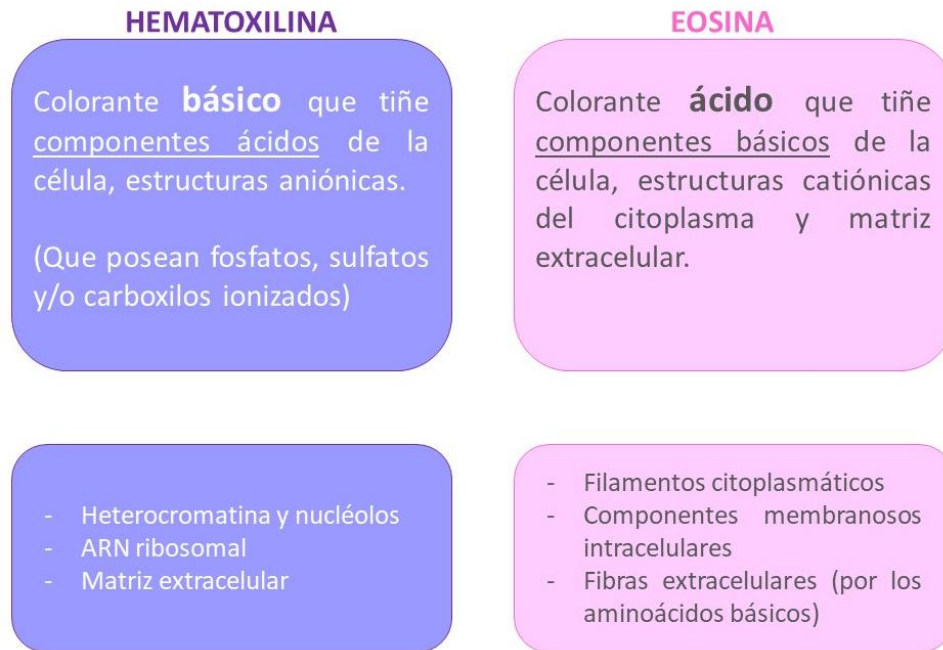 HEMATOXILINA
Colorante básico que tiñe
componentes ácidos de la
célula, estructuras aniónicas.
(Que posean fosfatos, sulfatos
y/o carboxilos ionizados)
- Heterocromatina y nucléolos
- ARN ribosomal
- Matriz extracelular
EOSINA
Colorante ácido que tiñe
componentes básicos de la
célula, estructuras catiónicas
del citoplasma y matriz
extracelular.
- Filamentos citoplasmáticos
- Componentes membranosos
intracelulares
- Fibras extracelulares (por los
aminoácidos básicos)